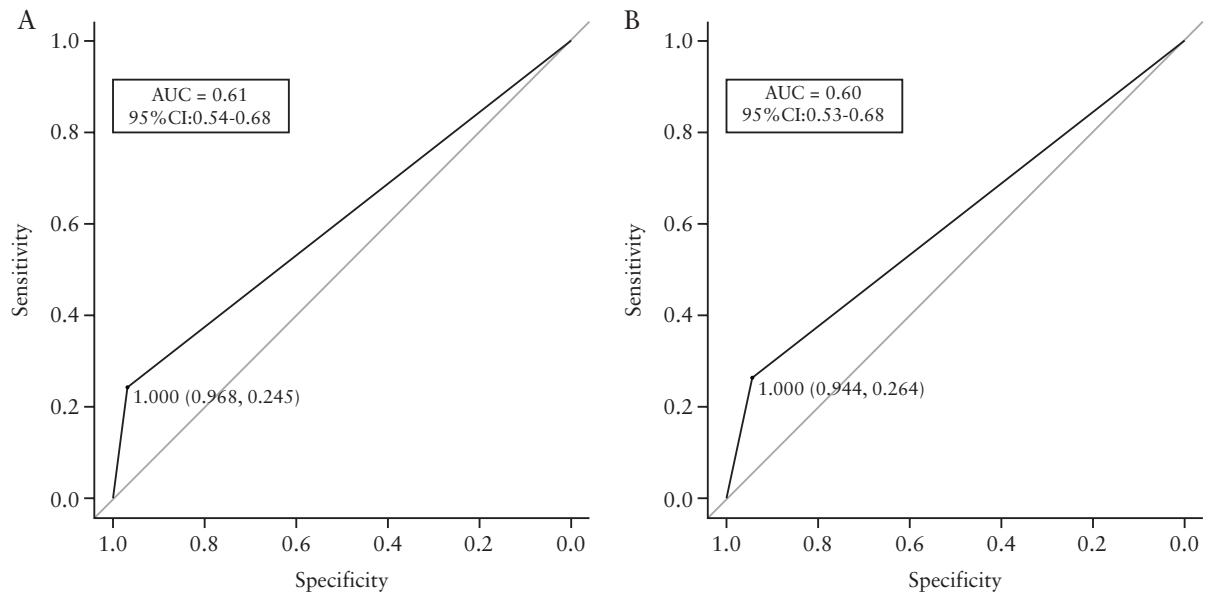 A
1.0
0.8
0.6
0.4
0.2
0.0
Sensitivity
AUC = 0.61
95%CI:0.54-0.68
1.000 (0.968, 0.245)
1.0 0.8 0.6 0.4 0.2 0.0
Specificity
B
1.0
0.8
0.6
0.4
0.2
0.0
Sensitivity
AUC = 0.60
95%CI:0.53-0.68
1.000 (0.944, 0.264)
1.0 0.8 0.6 0.4 0.2 0.0
Specificity